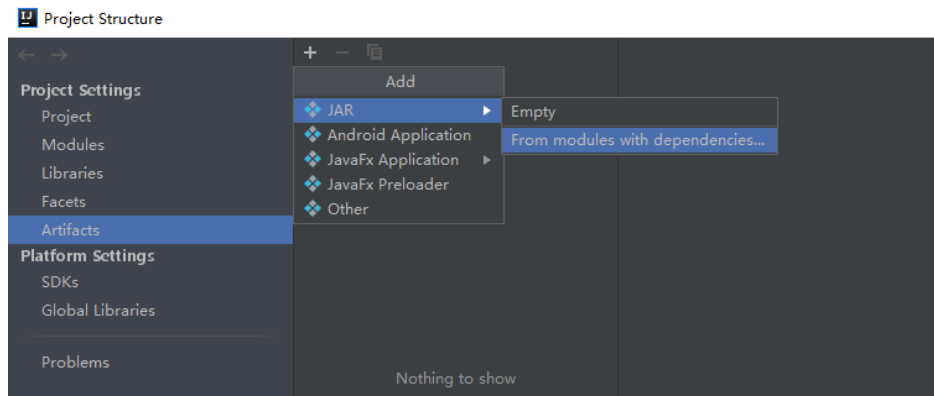 Project Structure
Project Settings
Project
Modules
Libraries
Facets
Artifacts
Platform Settings
SDKs
Global Libraries
Problems
Add
JAR
Android Application
JavaFx Application
JavaFx Preloader
Other
Empty
From modules with dependencies...
Nothing to show